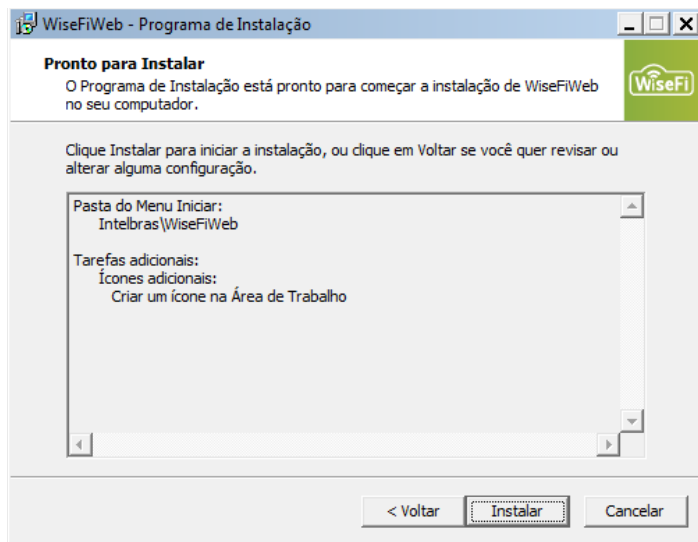 WiseFiWeb - Programa de Instalação
Pronto para Instalar
O Programa de Instalação está pronto para começar a instalação de WiseFiWeb
no seu computador.
WiseFi
Clique Instalar para iniciar a instalação, ou clique em Voltar se você quer revisar ou
alterar alguma configuração.
Pasta do Menu Iniciar:
Intelbras\WiseFiWeb
Tarefas adicionais:
Ícones adicionais:
Criar um ícone na Área de Trabalho
< Voltar
Instalar
Cancelar